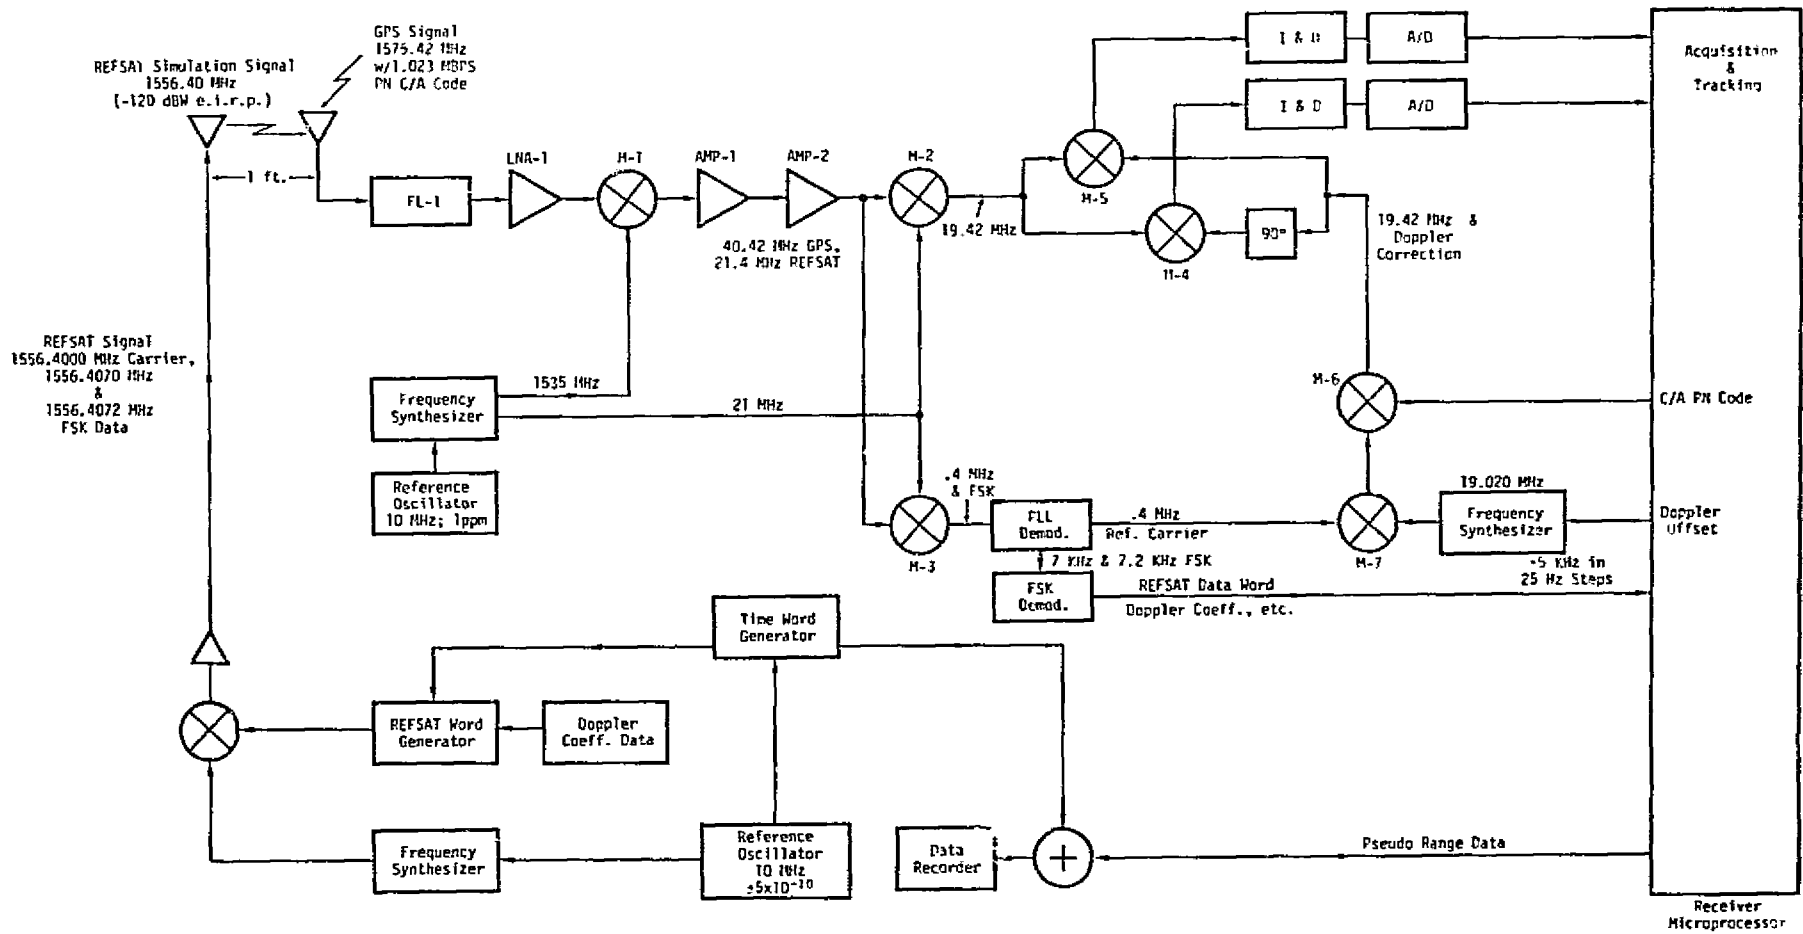 GPS Signal
1575.42 MHz
w/1.023 MBPS
PN C/A Code
REFSAT Simulation Signal
1556.40 MHz
(-120 dBW e.i.r.p.)
1 ft.
FL-1
LNA-1
M-1
AMP-1
AMP-2
M-2
40.42 MHz GPS,
21.4 MHz REFSAT
19.42 MHz
M-5
M-4
90°
I & D
A/D
I & D
A/D
Acquisition
&
Tracking
19.42 MHz &
Doppler
Correction
REFSAT Signal
1556.4000 MHz Carrier,
1556.4070 MHz
&
1556.4072 MHz
FSK Data
Frequency
Synthesizer
1535 MHz
21 MHz
Reference
Oscillator
10 MHz; 1ppm
M-6
C/A PN Code
.4 MHz
& FSK
M-3
FLL
Demod.
.4 MHz
Ref. Carrier
M-7
19.020 MHz
Frequency
Synthesizer
Doppler
Offset
5 KHz in
25 Hz Steps
7 KHz & 7.2 KHz FSK
FSK
Demod.
REFSAT Data Word
Doppler Coeff., etc.
Time Word
Generator
REFSAT Word
Generator
Doppler
Coeff. Data
Frequency
Synthesizer
Reference
Oscillator
10 MHz
±5x10⁻¹⁰
Data
Recorder
+
Pseudo Range Data
Receiver
Microprocessor